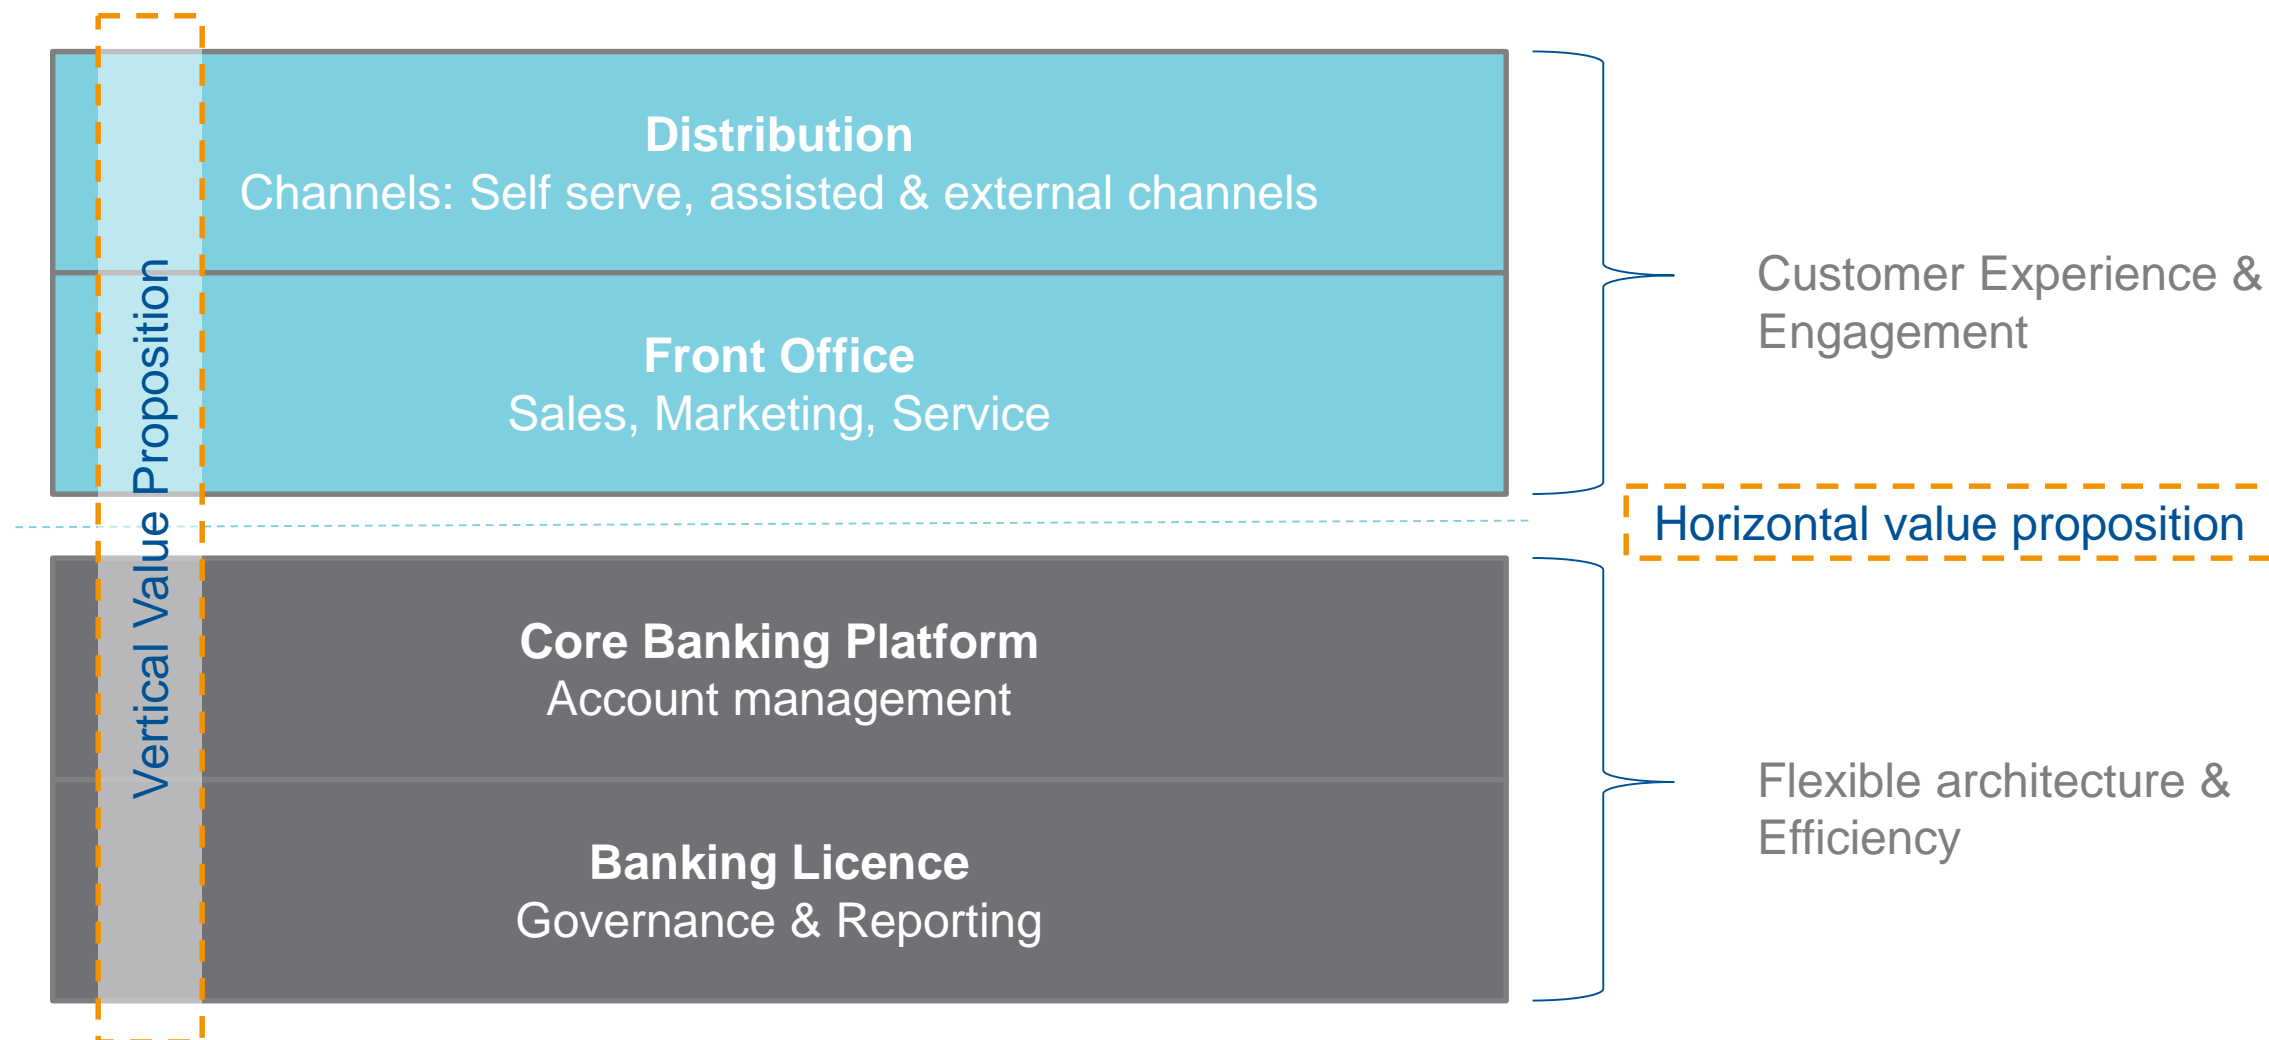 Vertical Value Proposition
Distribution
Channels: Self serve, assisted & external channels
Front Office
Sales, Marketing, Service
Customer Experience &
Engagement
Horizontal value proposition
Core Banking Platform
Account management
Banking Licence
Governance & Reporting
Flexible architecture &
Efficiency